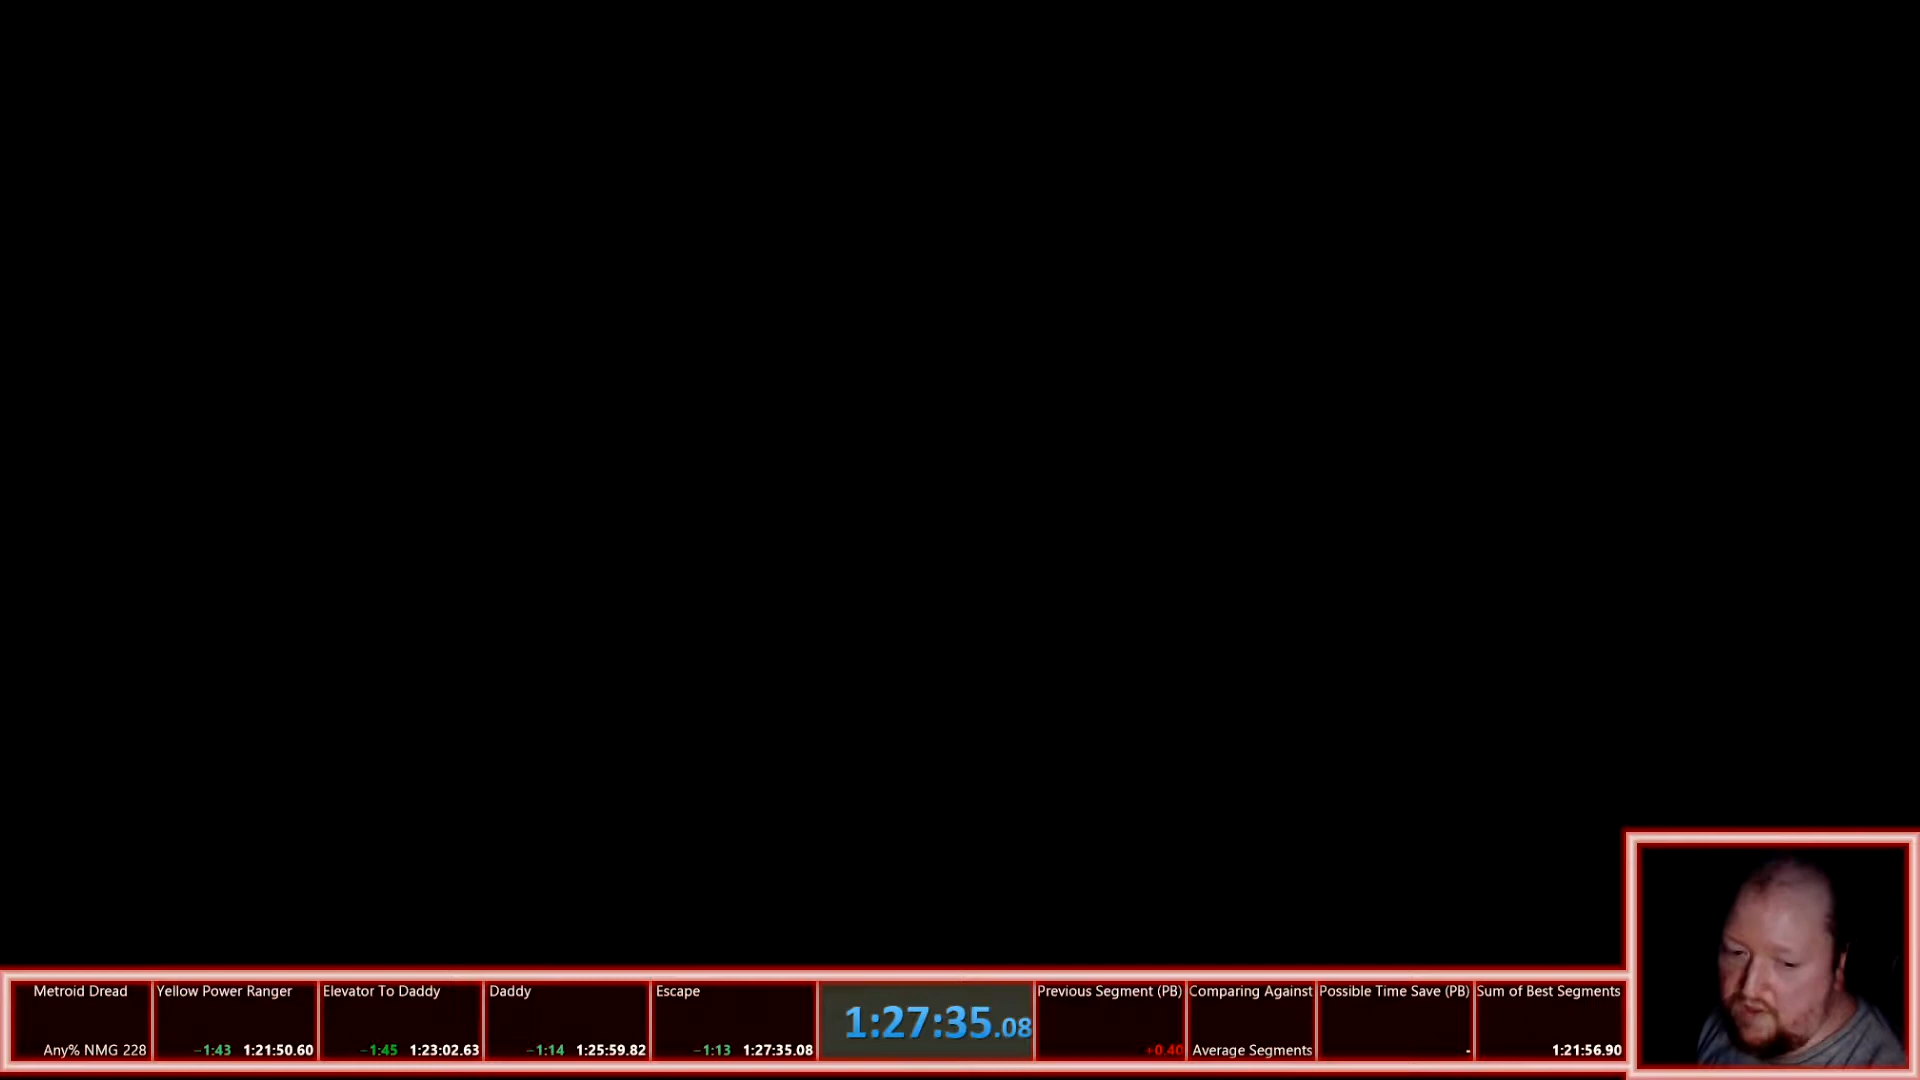 Metroid Dread
Any% NMG 228
Yellow Power Ranger
-1:43 1:21:50.60
Elevator To Daddy
-1:45 1:23:02.63
Daddy
-1:14 1:25:59.82
Escape
-1:13 1:27:35.08
1:27:35.08
Previous Segment (PB)
+0.40
Comparing Against
Average Segments
Possible Time Save (PB)
-
Sum of Best Segments
1:21:56.90